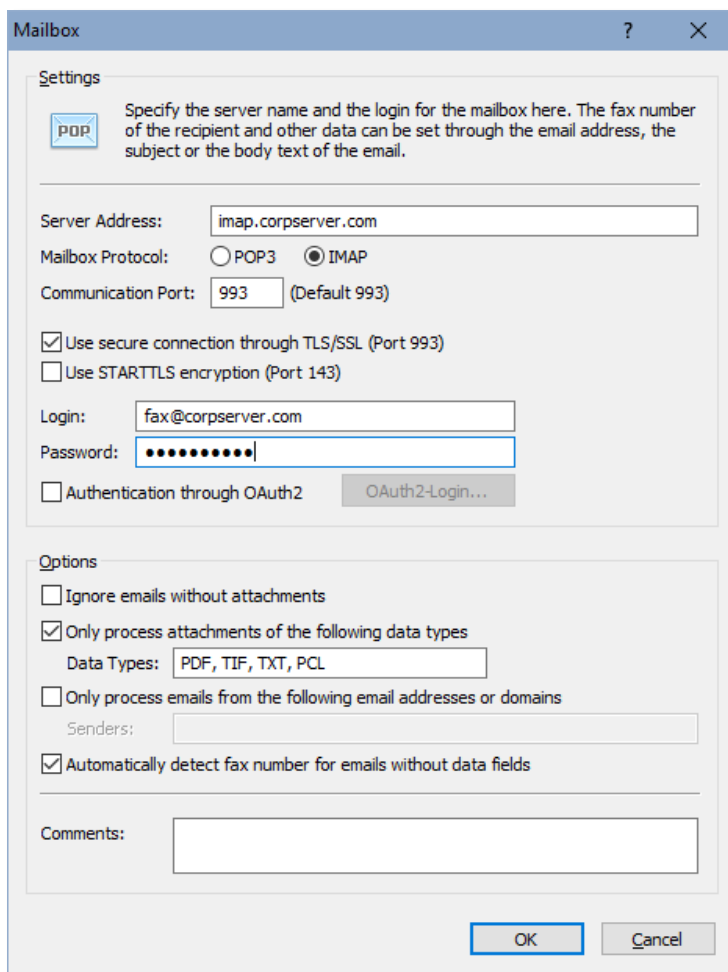 Mailbox
?
Settings
POP
Specify the server name and the login for the mailbox here. The fax number
of the recipient and other data can be set through the email address, the
subject or the body text of the email.
Server Address: imap.corpserver.com
Mailbox Protocol: POP3 IMAP
Communication Port: 993 (Default 993)
Use secure connection through TLS/SSL (Port 993)
Use STARTTLS encryption (Port 143)
Login: fax@corpserver.com
Password: ●●●●●●●●●●
Authentication through OAuth2 OAuth2-Login...
Options
Ignore emails without attachments
Only process attachments of the following data types
Data Types: PDF, TIF, TXT, PCL
Only process emails from the following email addresses or domains
Senders:
Automatically detect fax number for emails without data fields
Comments:
OK Cancel